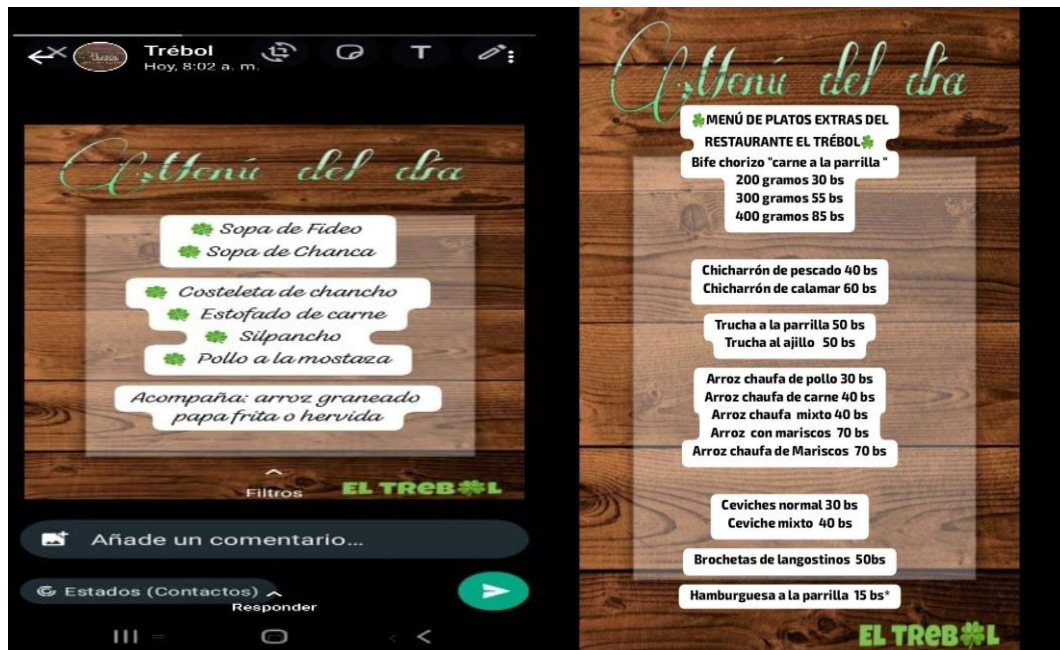 Trébol
Hoy, 8:02 a. m.
T
Menú del día
🍀 Sopa de Fideo
🍀 Sopa de Chanca
🍀 Costeleta de chancho
🍀 Estofado de carne
🍀 Silpancho
🍀 Pollo a la mostaza
Acompaña: arroz graneado
papa frita o hervida
Filtros
EL TREB🍀L
Añade un comentario...
Estados (Contactos)
Responder
Menú del día
🍀MENÚ DE PLATOS EXTRAS DEL
RESTAURANTE EL TRÉBOL🍀
Bife chorizo "carne a la parrilla "
200 gramos 30 bs
300 gramos 55 bs
400 gramos 85 bs
Chicharrón de pescado 40 bs
Chicharrón de calamar 60 bs
Trucha a la parrilla 50 bs
Trucha al ajillo 50 bs
Arroz chaufa de pollo 30 bs
Arroz chaufa de carne 40 bs
Arroz chaufa mixto 40 bs
Arroz con mariscos 70 bs
Arroz chaufa de Mariscos 70 bs
Ceviches normal 30 bs
Ceviche mixto 40 bs
Brochetas de langostinos 50bs
Hamburguesa a la parrilla 15 bs*
EL TREB🍀L